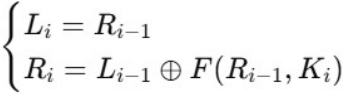 L_i = R_{i-1}
R_i = L_{i-1} ⊕ F(R_{i-1}, K_i)